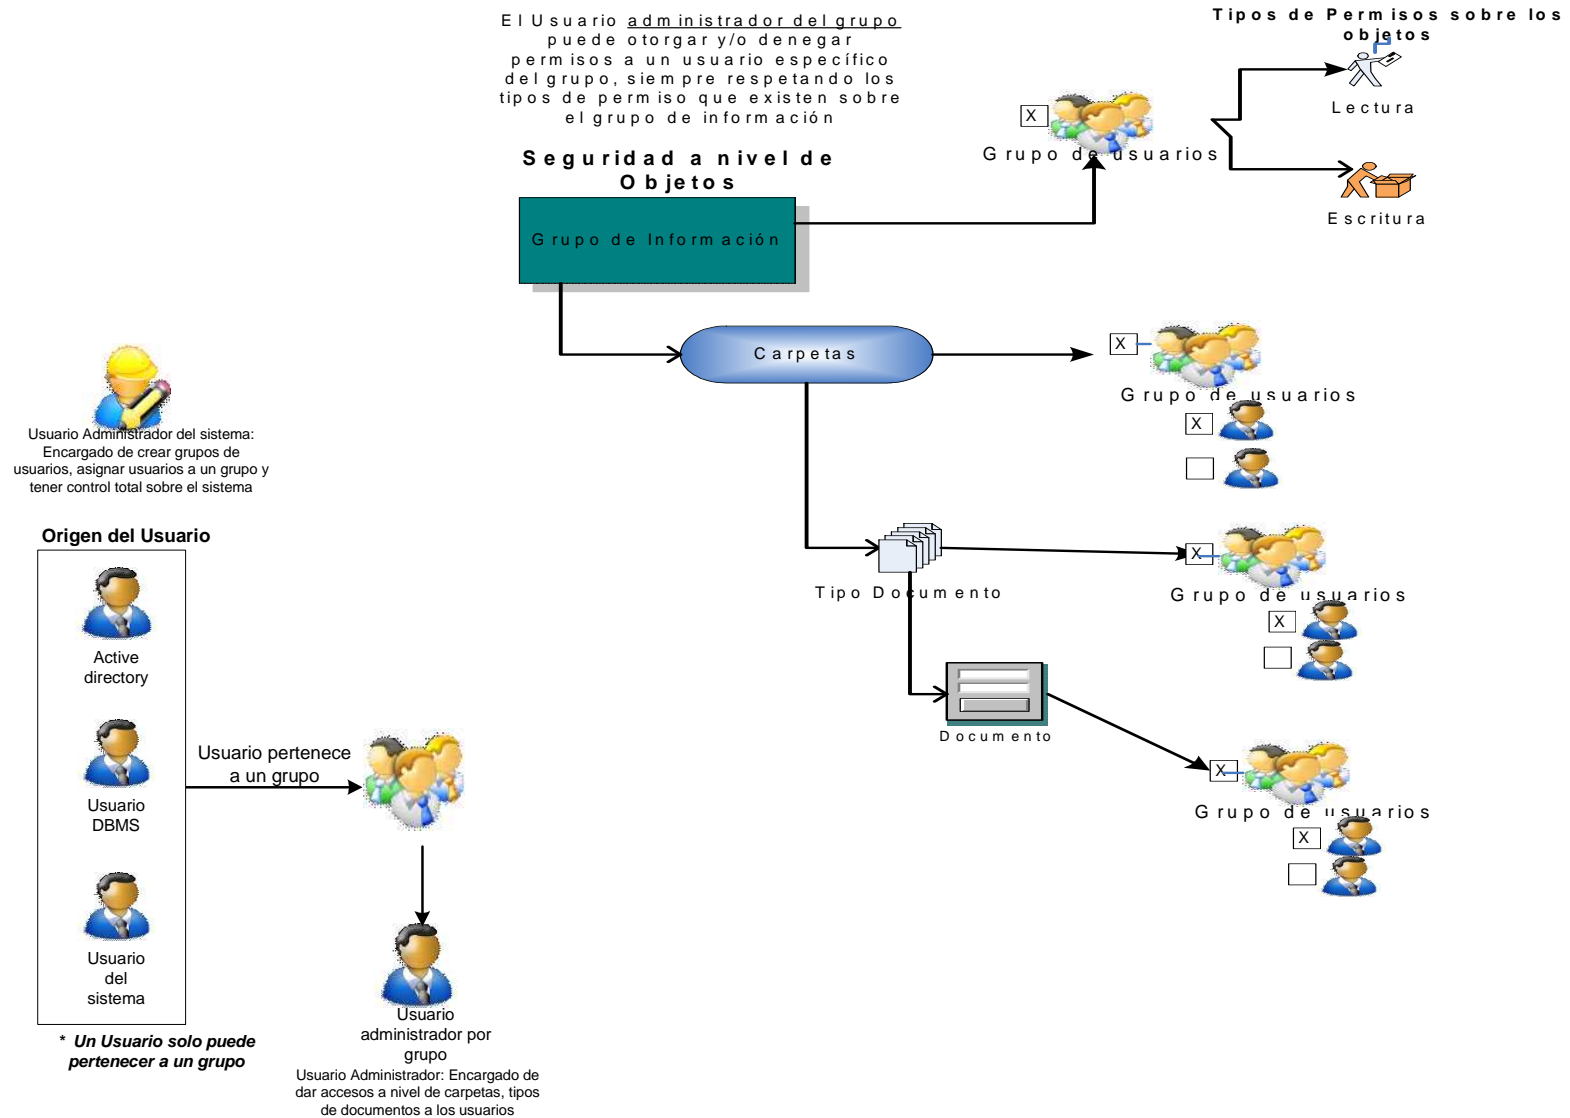 El Usuario administrador del grupo
puede otorgar y/o denegar
permisos a un usuario específico
del grupo, siempre respetando los
tipos de permiso que existen sobre
el grupo de información
Tipos de Permisos sobre los
objetos
Lectura
Escritura
X
Grupo de usuarios
Seguridad a nivel de
Objetos
Grupo de Información
Carpetas
X
Grupo de usuarios
X
Tipo Documento
X
Grupo de usuarios
X
Documento
X
Grupo de usuarios
X
Usuario Administrador del sistema:
Encargado de crear grupos de
usuarios, asignar usuarios a un grupo y
tener control total sobre el sistema
Origen del Usuario
Active
directory
Usuario
DBMS
Usuario
del
sistema
* Un Usuario solo puede
pertenecer a un grupo
Usuario pertenece
a un grupo
Usuario
administrador por
grupo
Usuario Administrador: Encargado de
dar accesos a nivel de carpetas, tipos
de documentos a los usuarios